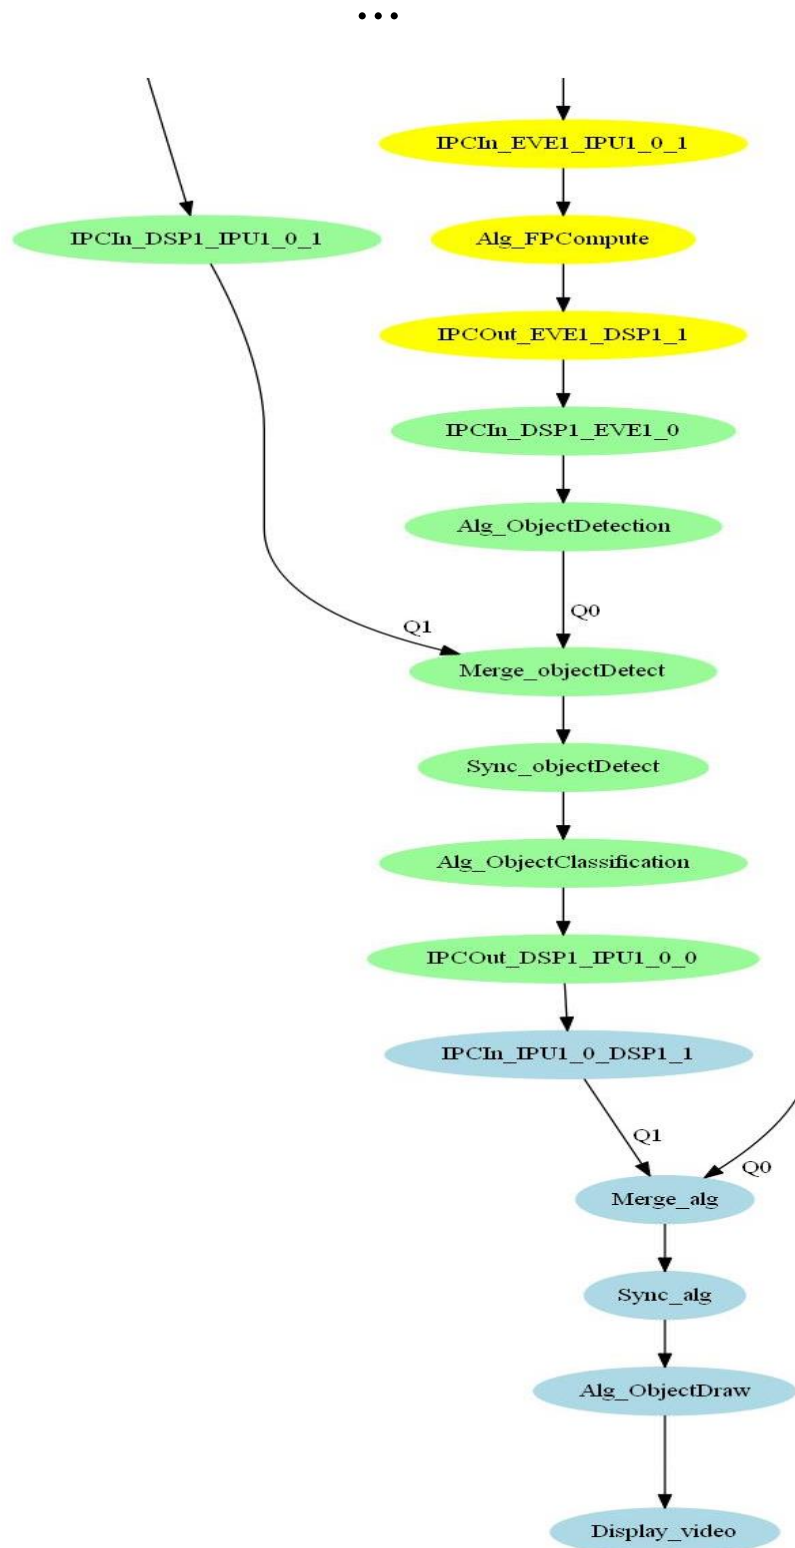 ...
IPCIn_EVE1_IPU1_0_1
IPCIn_DSP1_IPU1_0_1
Alg_FPCompute
IPCOut_EVE1_DSP1_1
IPCIn_DSP1_EVE1_0
Alg_ObjectDetection
Q1
Q0
Merge_objectDetect
Sync_objectDetect
Alg_ObjectClassification
IPCOut_DSP1_IPU1_0_0
IPCIn_IPU1_0_DSP1_1
Q1
Q0
Merge_alg
Sync_alg
Alg_ObjectDraw
Display_video